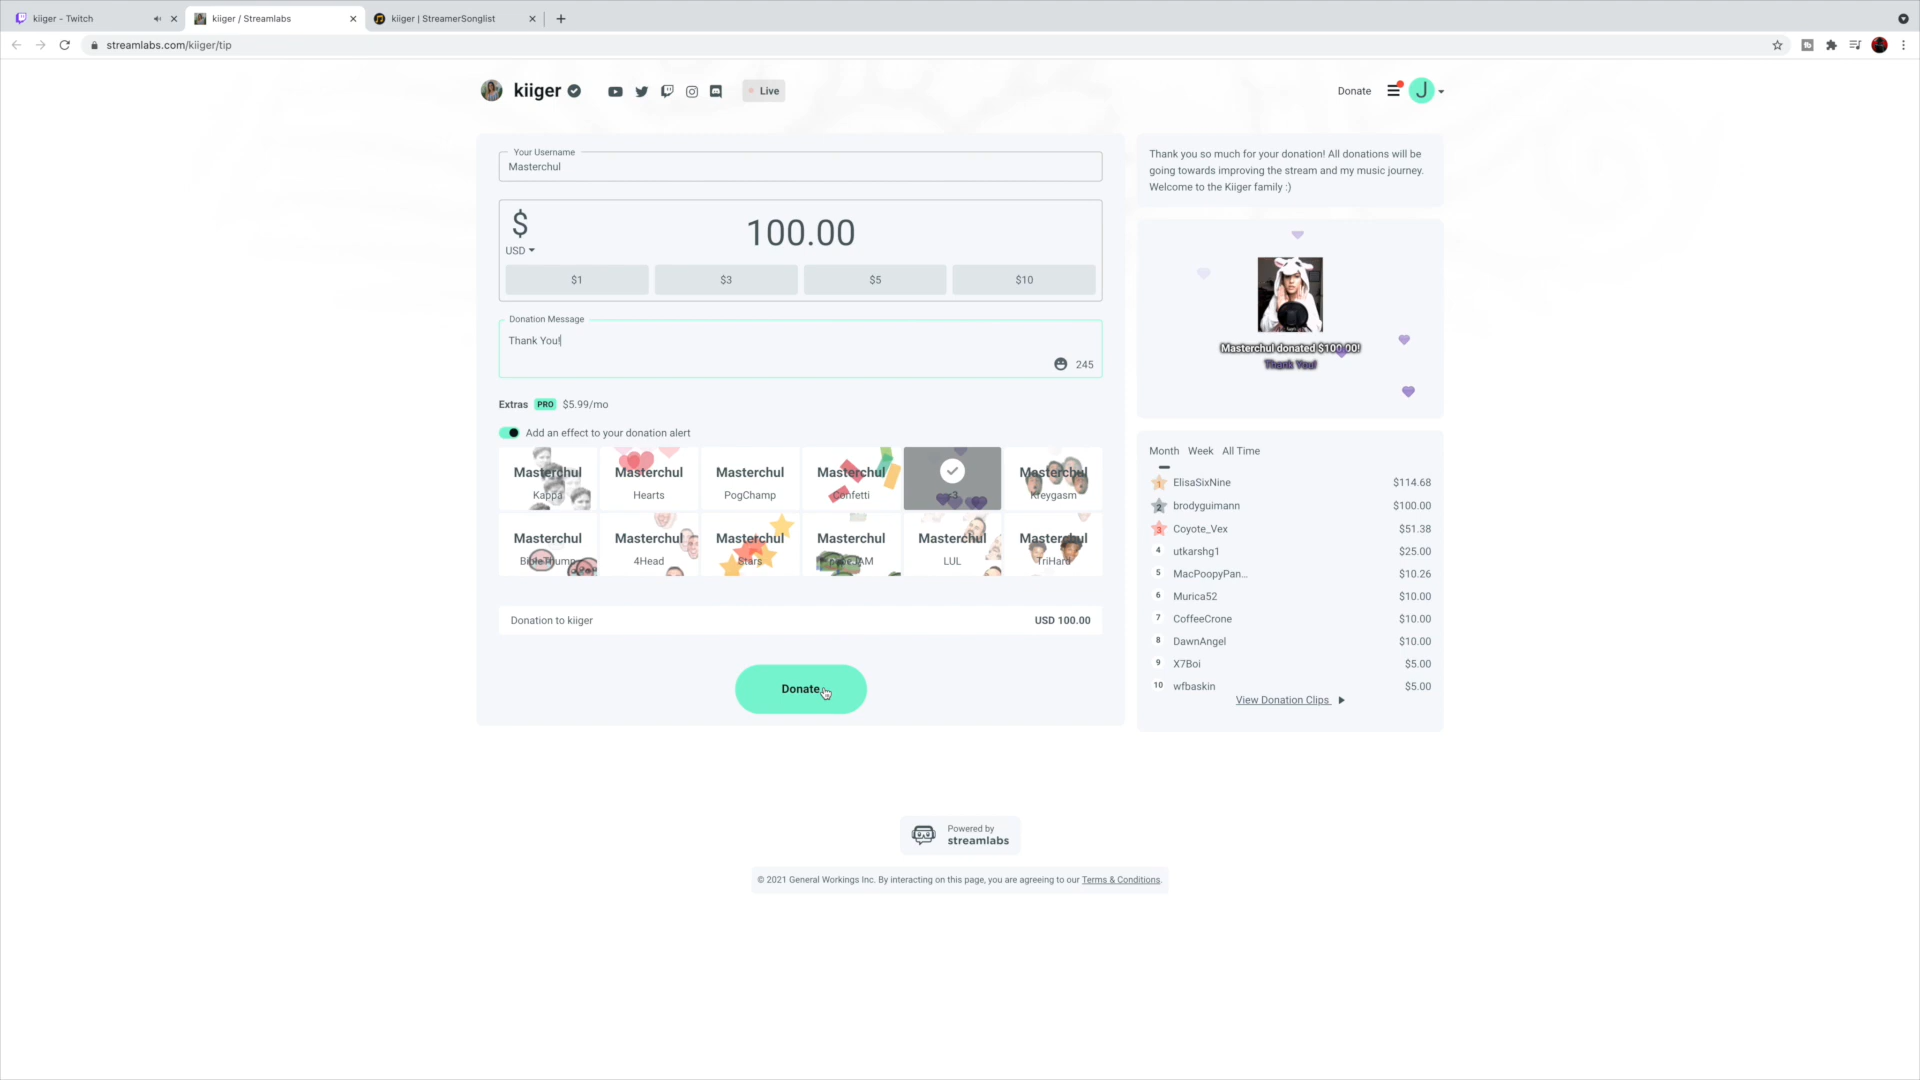 kiiger - Twitch
kiiger / Streamlabs
kiiger | StreamerSonglist
streamlabs.com/kiiger/tip
kiiger
Live
Donate
J
Your Username
Masterchul
$
USD
100.00
$1
$3
$5
$10
Donation Message
Thank You!
245
Extras PRO $5.99/mo
Add an effect to your donation alert
Masterchul
Kappa
Masterchul
Hearts
Masterchul
PogChamp
Masterchul
Confetti
Masterchul
Kreygasm
Masterchul
BibleThump
Masterchul
4Head
Masterchul
Stars
Masterchul
Masterchul
LUL
Masterchul
TriHard
Donation to kiiger
USD 100.00
Donate
Thank you so much for your donation! All donations will be
going towards improving the stream and my music journey.
Welcome to the Kiiger family :)
Masterchul donated $100.00!
Thank You!
Month Week All Time
1 ElisaSixNine $114.68
2 brodyguimann $100.00
3 Coyote_Vex $51.38
4 utkarshg1 $25.00
5 MacPoopyPan... $10.26
6 Murica52 $10.00
7 CoffeeCrone $10.00
8 DawnAngel $10.00
9 X7Boi $5.00
10 wfbaskin $5.00
View Donation Clips
Powered by
streamlabs
© 2021 General Workings Inc. By interacting on this page, you are agreeing to our Terms & Conditions.